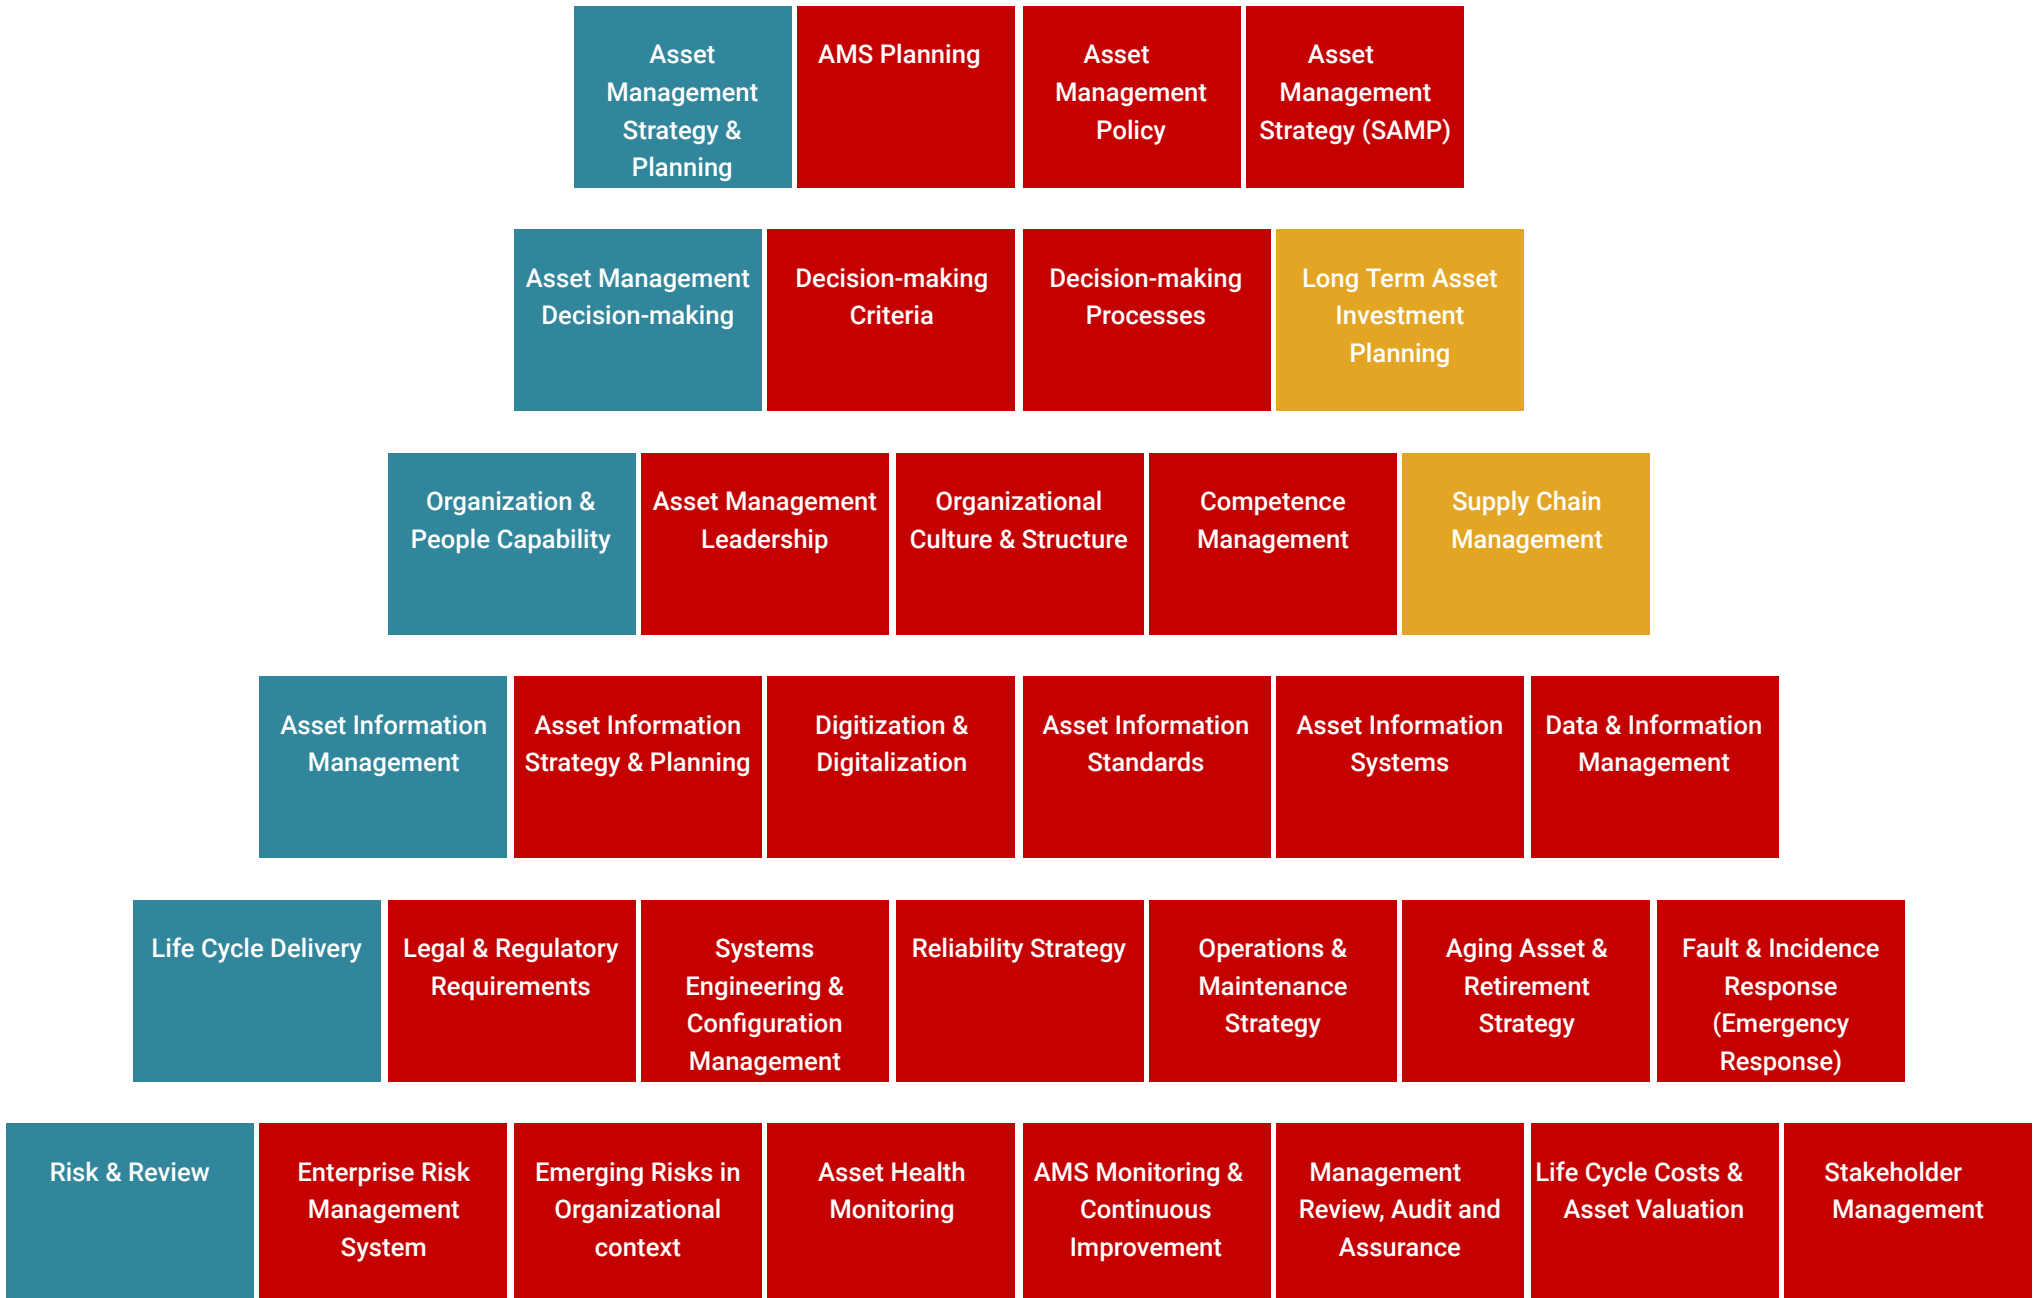 Asset
Management
Strategy &
Planning
AMS Planning
Asset
Management
Policy
Asset
Management
Strategy (SAMP)
Asset Management
Decision-making
Decision-making
Criteria
Decision-making
Processes
Long Term Asset
Investment
Planning
Organization &
People Capability
Asset Management
Leadership
Organizational
Culture & Structure
Competence
Management
Supply Chain
Management
Asset Information
Management
Asset Information
Strategy & Planning
Digitization &
Digitalization
Asset Information
Standards
Asset Information
Systems
Data & Information
Management
Life Cycle Delivery
Legal & Regulatory
Requirements
Systems
Engineering &
Configuration
Management
Reliability Strategy
Operations &
Maintenance
Strategy
Aging Asset &
Retirement
Strategy
Fault & Incidence
Response
(Emergency
Response)
Risk & Review
Enterprise Risk
Management
System
Emerging Risks in
Organizational
context
Asset Health
Monitoring
AMS Monitoring &
Continuous
Improvement
Management
Review, Audit and
Assurance
Life Cycle Costs &
Asset Valuation
Stakeholder
Management